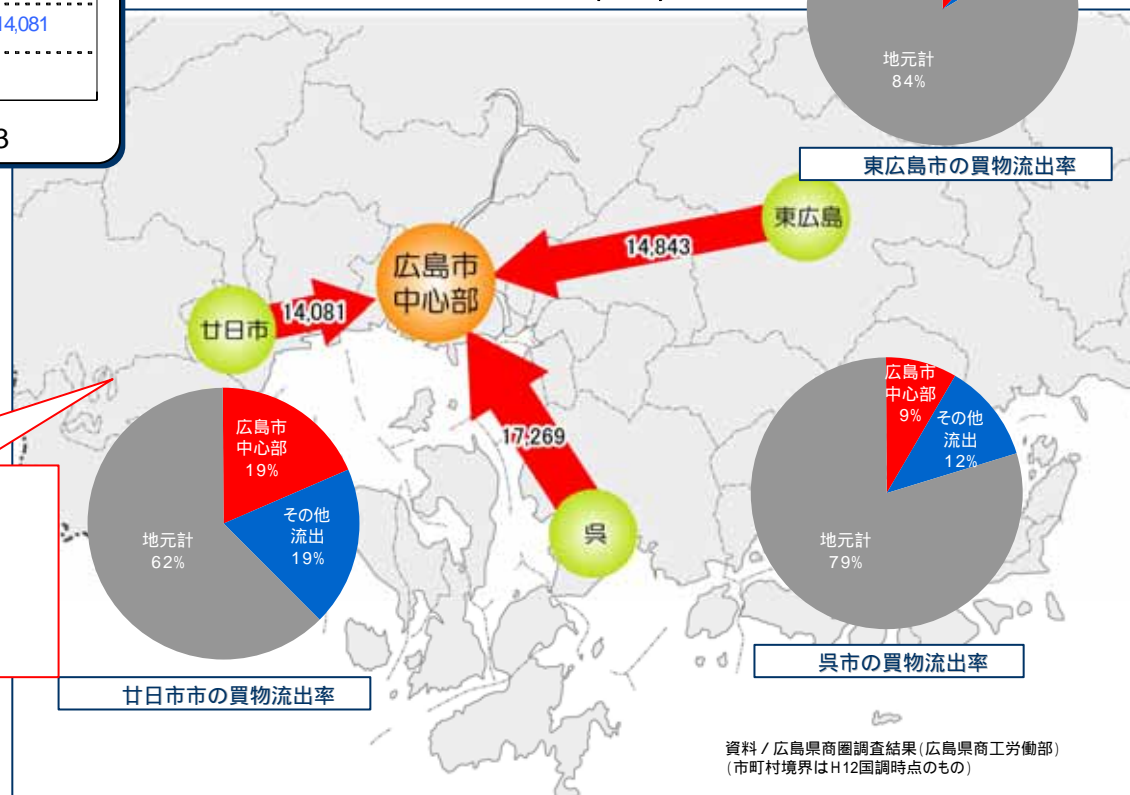 14,081
3
地元計
84%
東広島市の買物流出率
東広島
14,843
広島市
中心部
14,081
廿日市
17,269
呉
広島市
中心部
19%
その他
流出
19%
地元計
62%
廿日市市の買物流出率
広島市
中心部
9%
その他
流出
12%
地元計
79%
呉市の買物流出率
資料/広島県商圏調査結果(広島県商工労働部)
(市町村境界はH12国調時点のもの)